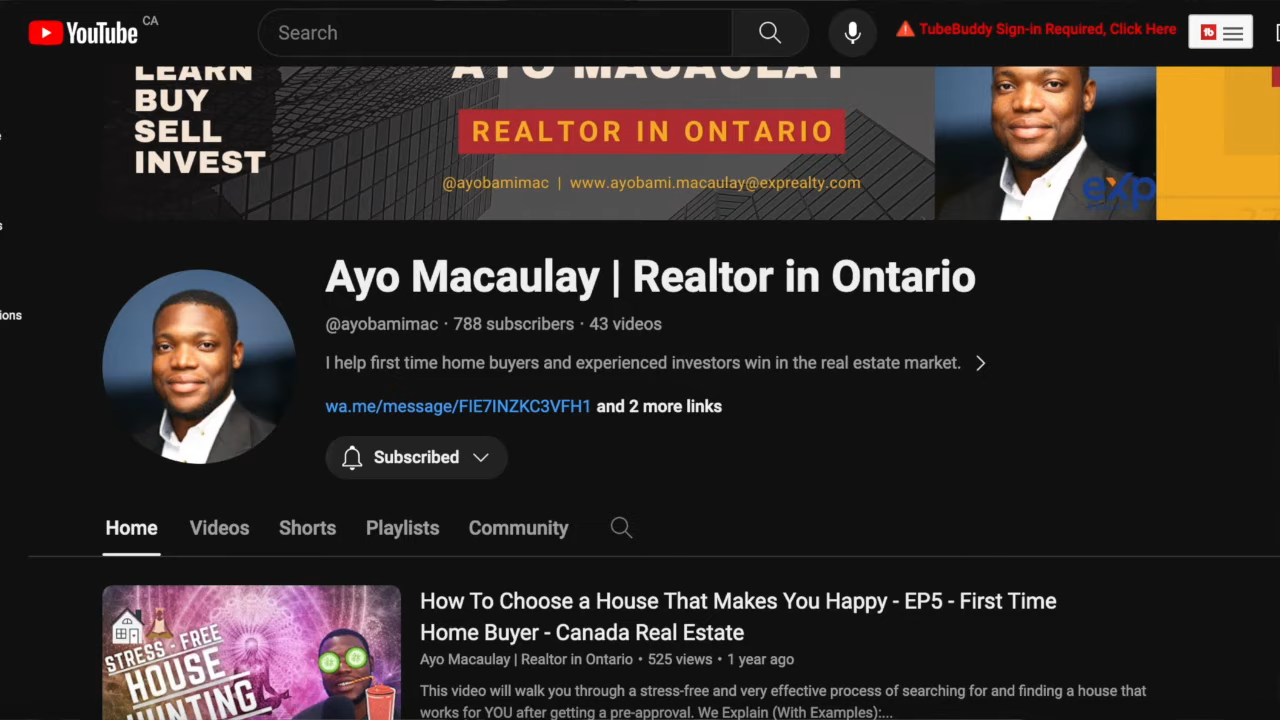 YouTube CA
Search
TubeBuddy Sign-in Required, Click Here
tb
LEARN
BUY
SELL
INVEST
AYO MACAULAY
REALTOR IN ONTARIO
@ayobamimac | www.ayobami.macaulay@exprealty.com
exp
Ayo Macaulay | Realtor in Ontario
@ayobamimac · 788 subscribers · 43 videos
ions
I help first time home buyers and experienced investors win in the real estate market.
wa.me/message/FIE7INZKC3VFH1 and 2 more links
Subscribed
Home Videos Shorts Playlists Community
STRESS - FREE
HOUSE
HUNTING
How To Choose a House That Makes You Happy - EP5 - First Time
Home Buyer - Canada Real Estate
Ayo Macaulay | Realtor in Ontario • 525 views • 1 year ago
This video will walk you through a stress-free and very effective process of searching for and finding a house that
works for YOU after getting a pre-approval. We Explain (With Examples):...